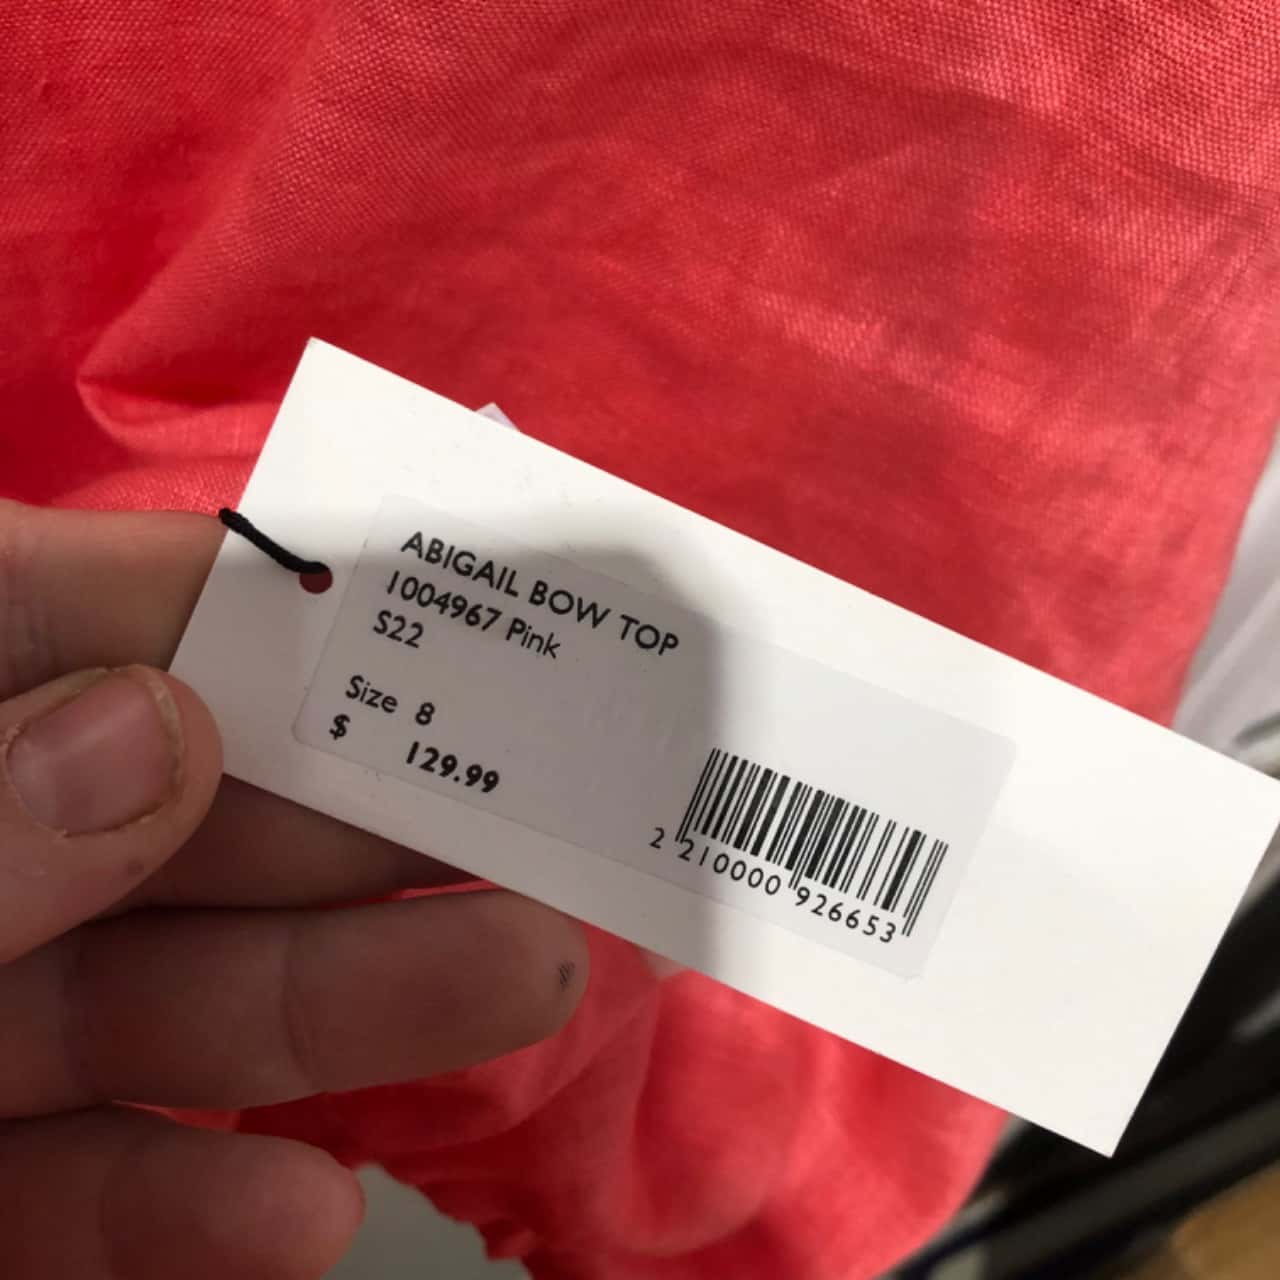 ABIGAIL BOW TOP
1004967 Pink
S22
Size 8
$ 129.99
2 210000 926653